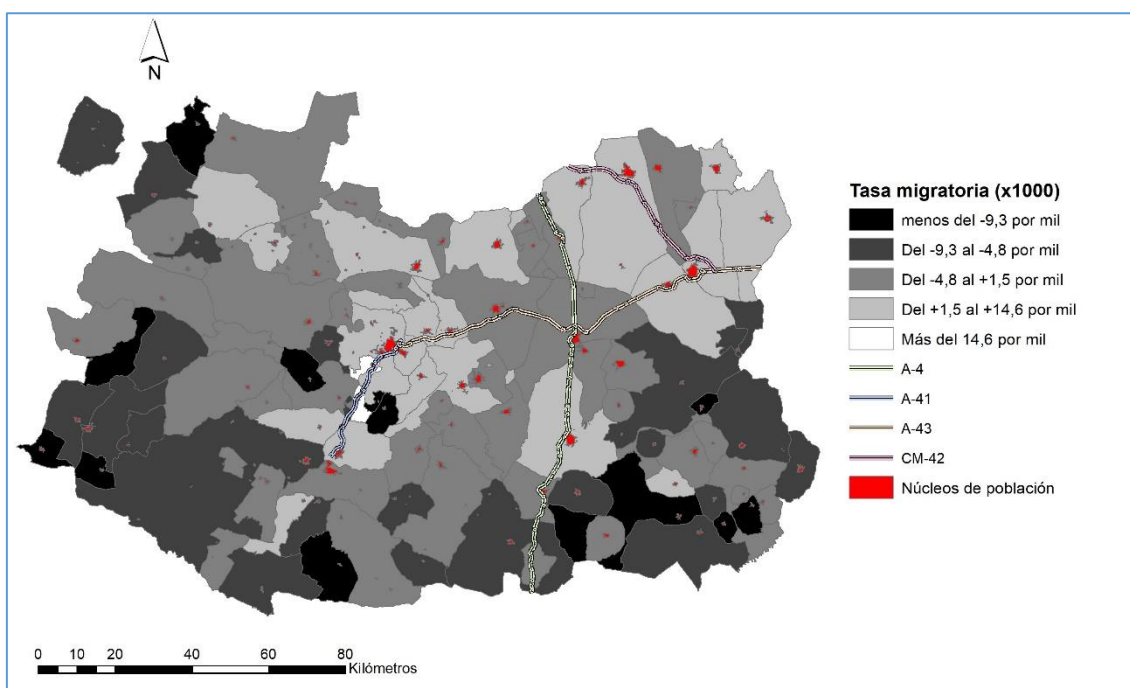 N
Tasa migratoria (x1000)
menos del -9,3 por mil
Del -9,3 al -4,8 por mil
Del -4,8 al +1,5 por mil
Del +1,5 al +14,6 por mil
Más del 14,6 por mil
A-4
A-41
A-43
CM-42
Núcleos de población
0 10 20 40 60 80
Kilómetros